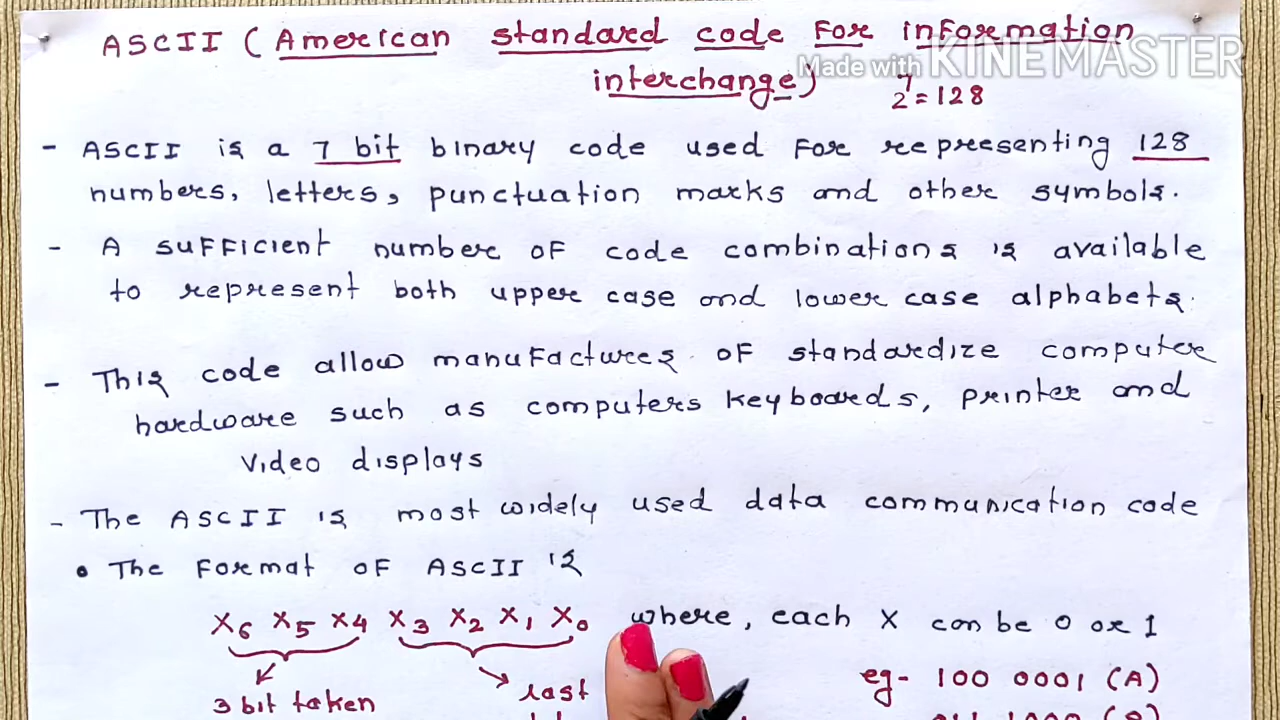 ASCII (American standard code For information
interchange)
Made with KINEMASTER
2⁷=128
- ASCII is a 7 bit binary code used For representing 128
numbers, letters, punctuation marks and other symbols.
- A sufficient number of code combinations is available
to represent both upper case and lower case alphabets.
- This code allow manufactures of standardize computer
hardware such as computers keyboards, printer and
Video displays
- The ASCII is most widely used data communication code
• The Format of ASCII is
X₆ X₅ X₄ X₃ X₂ X₁ X₀ where, each X can be 0 or 1
3 bit taken
last
eg- 100 0001 (A)